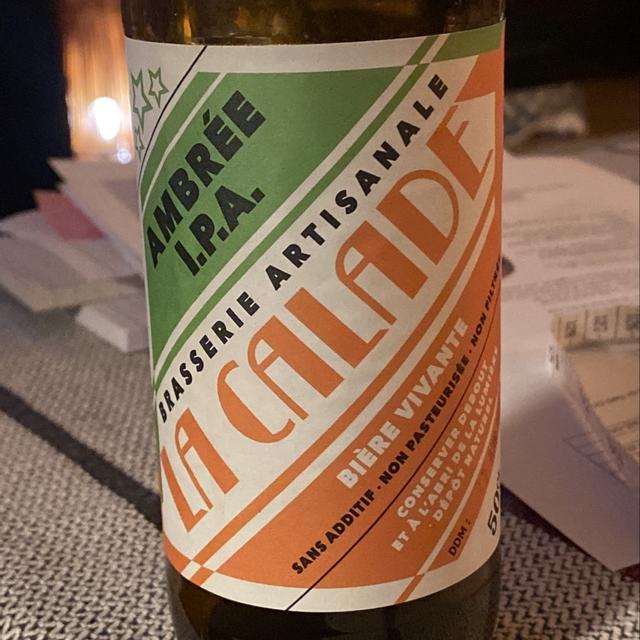 AMBRÉE
I.P.A.
BRASSERIE ARTISANALE
LA CALADE
BIÈRE VIVANTE
SANS ADDITIF · NON PASTEURISÉE · NON
CONSERVER DEBOUT
ET À L'ABRI DE LA LUMIÈRE
DÉPÔT NATUREL
DDM :